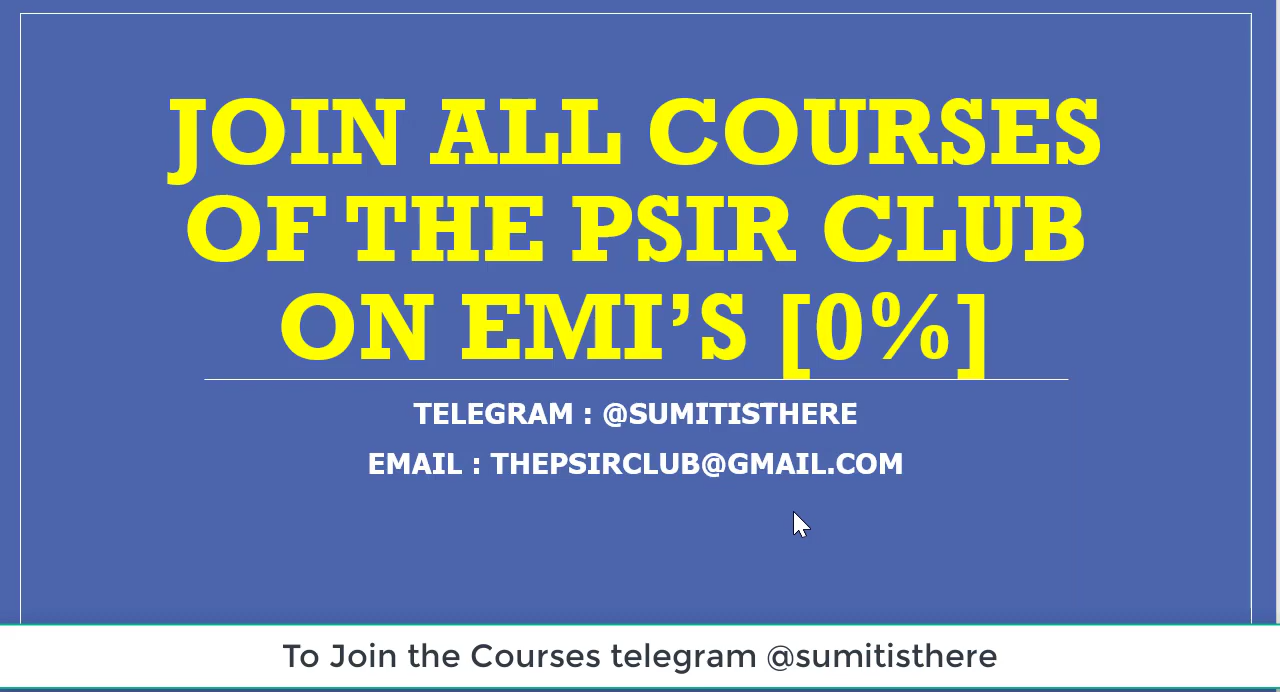 JOIN ALL COURSES
OF THE PSIR CLUB
ON EMI’S [0%]
TELEGRAM : @SUMITISTHERE
EMAIL : THEPSIRCLUB@GMAIL.COM
To Join the Courses telegram @sumitisthere